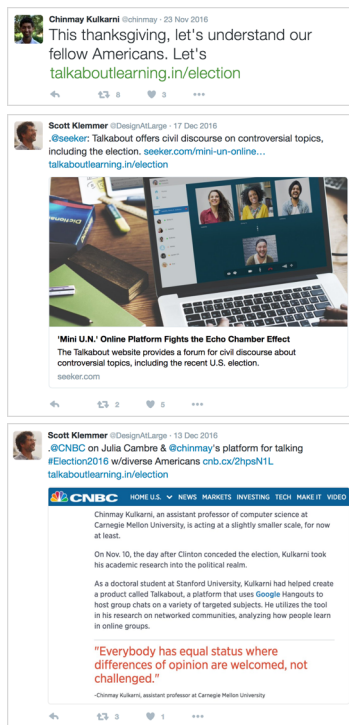 Chinmay Kulkarni @chinmay · 23 Nov 2016
This thanksgiving, let's understand our
fellow Americans. Let's
talkaboutlearning.in/election
8 3
Scott Klemmer @DesignAtLarge · 17 Dec 2016
.@seeker: Talkabout offers civil discourse on controversial topics,
including the election. seeker.com/mini-un-online…
talkaboutlearning.in/election
Dictionary
'Mini U.N.' Online Platform Fights the Echo Chamber Effect
The Talkabout website provides a forum for civil discourse about
controversial topics, including the recent U.S. election.
seeker.com
2 5
Scott Klemmer @DesignAtLarge · 13 Dec 2016
.@CNBC on Julia Cambre & @chinmay's platform for talking
#Election2016 w/diverse Americans cnb.cx/2hpsN1L
talkaboutlearning.in/election
CNBC HOME U.S. NEWS MARKETS INVESTING TECH MAKE IT VIDEO
Chinmay Kulkarni, an assistant professor of computer science at
Carnegie Mellon University, is acting at a slightly smaller scale, for now
at least.
On Nov. 10, the day after Clinton conceded the election, Kulkarni took
his academic research into the political realm.
As a doctoral student at Stanford University, Kulkarni had helped create
a product called Talkabout, a platform that uses Google Hangouts to
host group chats on a variety of targeted subjects. He utilizes the tool
in his research on networked communities, analyzing how people learn
in online groups.
"Everybody has equal status where
differences of opinion are welcomed, not
challenged."
-Chinmay Kulkarni, assistant professor at Carnegie Mellon University
3 1